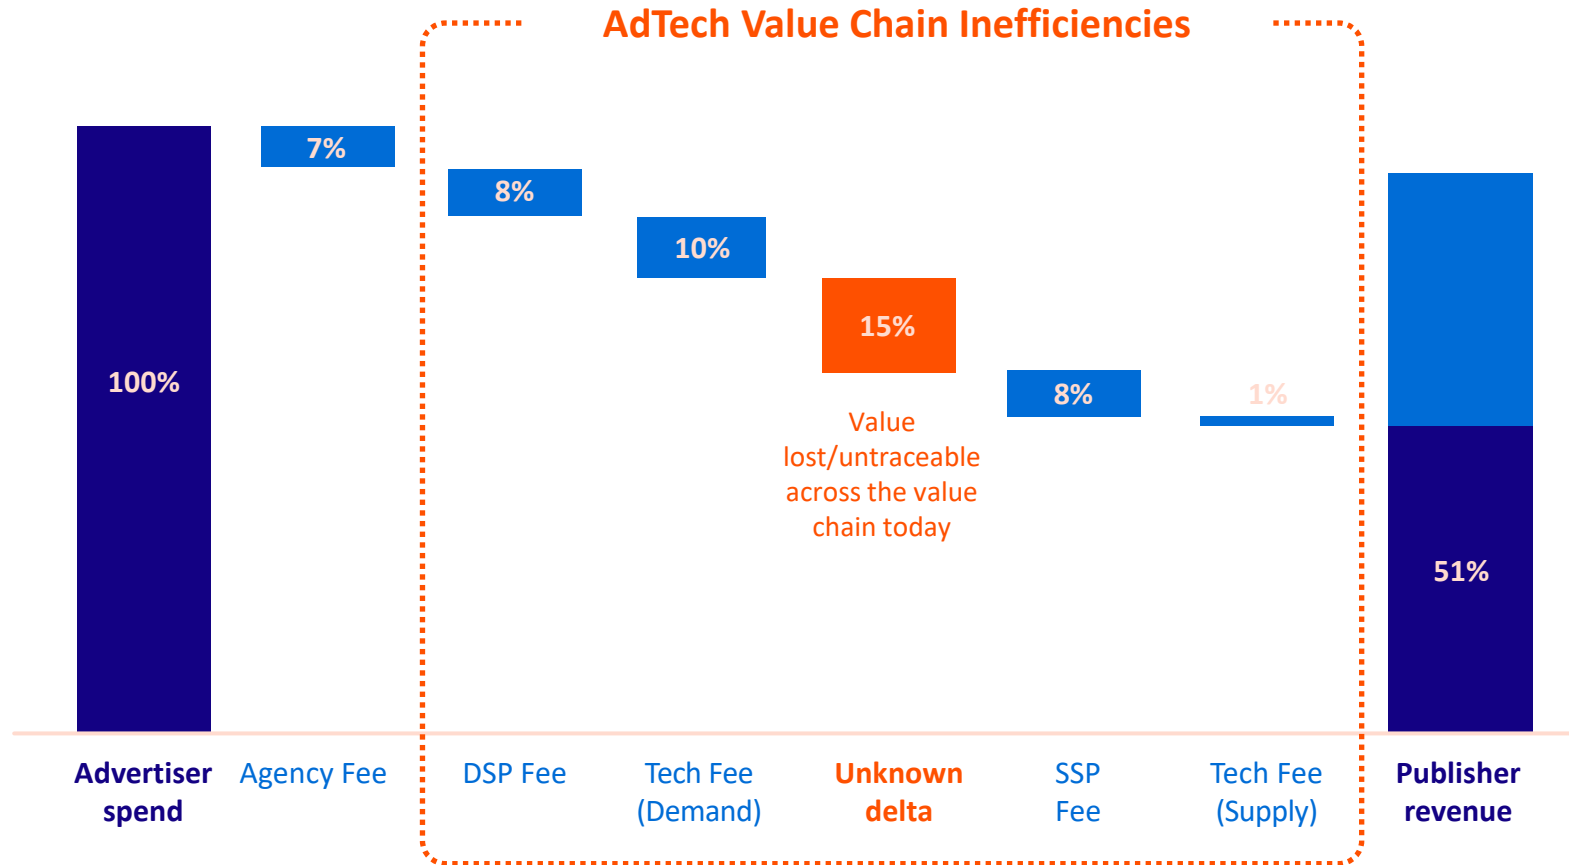 AdTech Value Chain Inefficiencies
7%
8%
10%
15%
100%
8%
1%
Value
lost/untraceable
across the value
chain today
51%
Advertiser
spend
Agency Fee
DSP Fee
Tech Fee
(Demand)
Unknown
delta
SSP
Fee
Tech Fee
(Supply)
Publisher
revenue